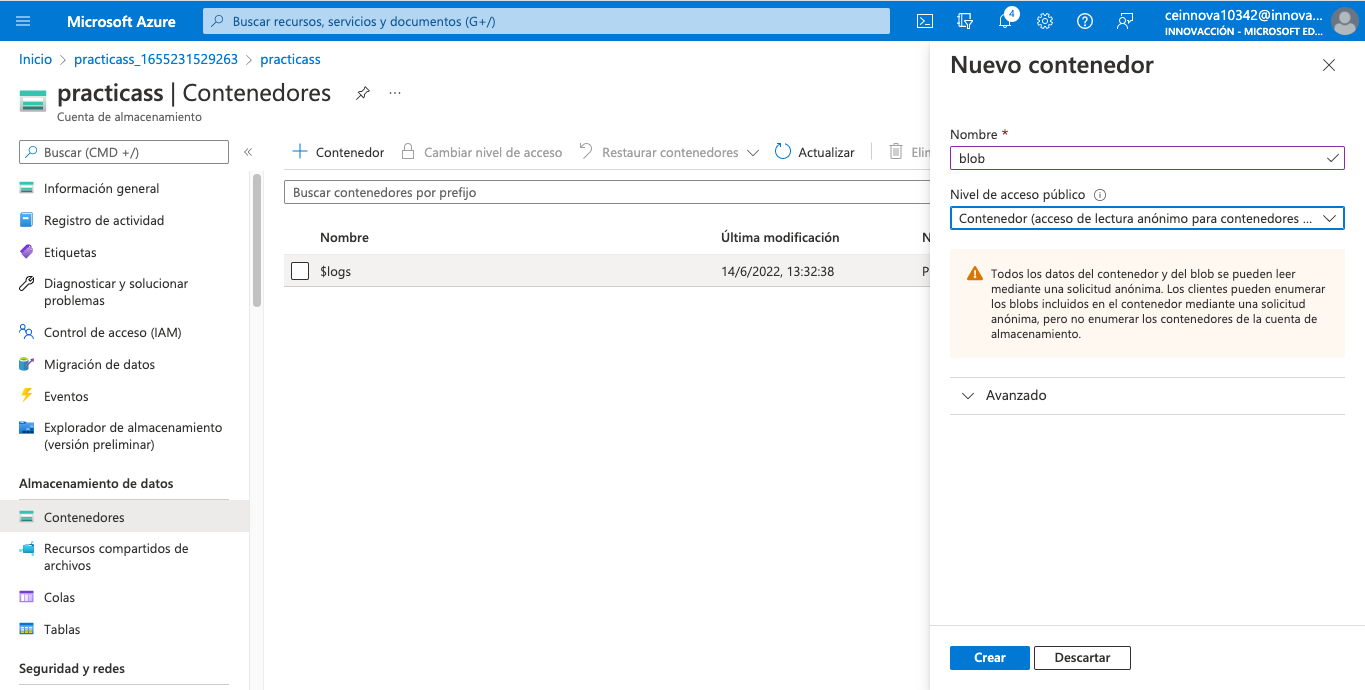 Microsoft Azure
Buscar recursos, servicios y documentos (G+/)
4
ceinnova10342@innova...
INNOVACCIÓN - MICROSOFT ED...
Inicio > practicass_1655231529263 > practicass
practicass | Contenedores
...
Cuenta de almacenamiento
Buscar (CMD +/)
«
Información general
Registro de actividad
Etiquetas
Diagnosticar y solucionar
problemas
Control de acceso (IAM)
Migración de datos
Eventos
Explorador de almacenamiento
(versión preliminar)
Almacenamiento de datos
Contenedores
Recursos compartidos de
archivos
Colas
Tablas
Seguridad y redes
Contenedor
Cambiar nivel de acceso
Restaurar contenedores
Actualizar
Elin
Buscar contenedores por prefijo
Nombre
Última modificación
N
$logs
14/6/2022, 13:32:38
P
Nuevo contenedor
Nombre *
blob
Nivel de acceso público
Contenedor (acceso de lectura anónimo para contenedores ...
Todos los datos del contenedor y del blob se pueden leer
mediante una solicitud anónima. Los clientes pueden enumerar
los blobs incluidos en el contenedor mediante una solicitud
anónima, pero no enumerar los contenedores de la cuenta de
almacenamiento.
Avanzado
Crear
Descartar